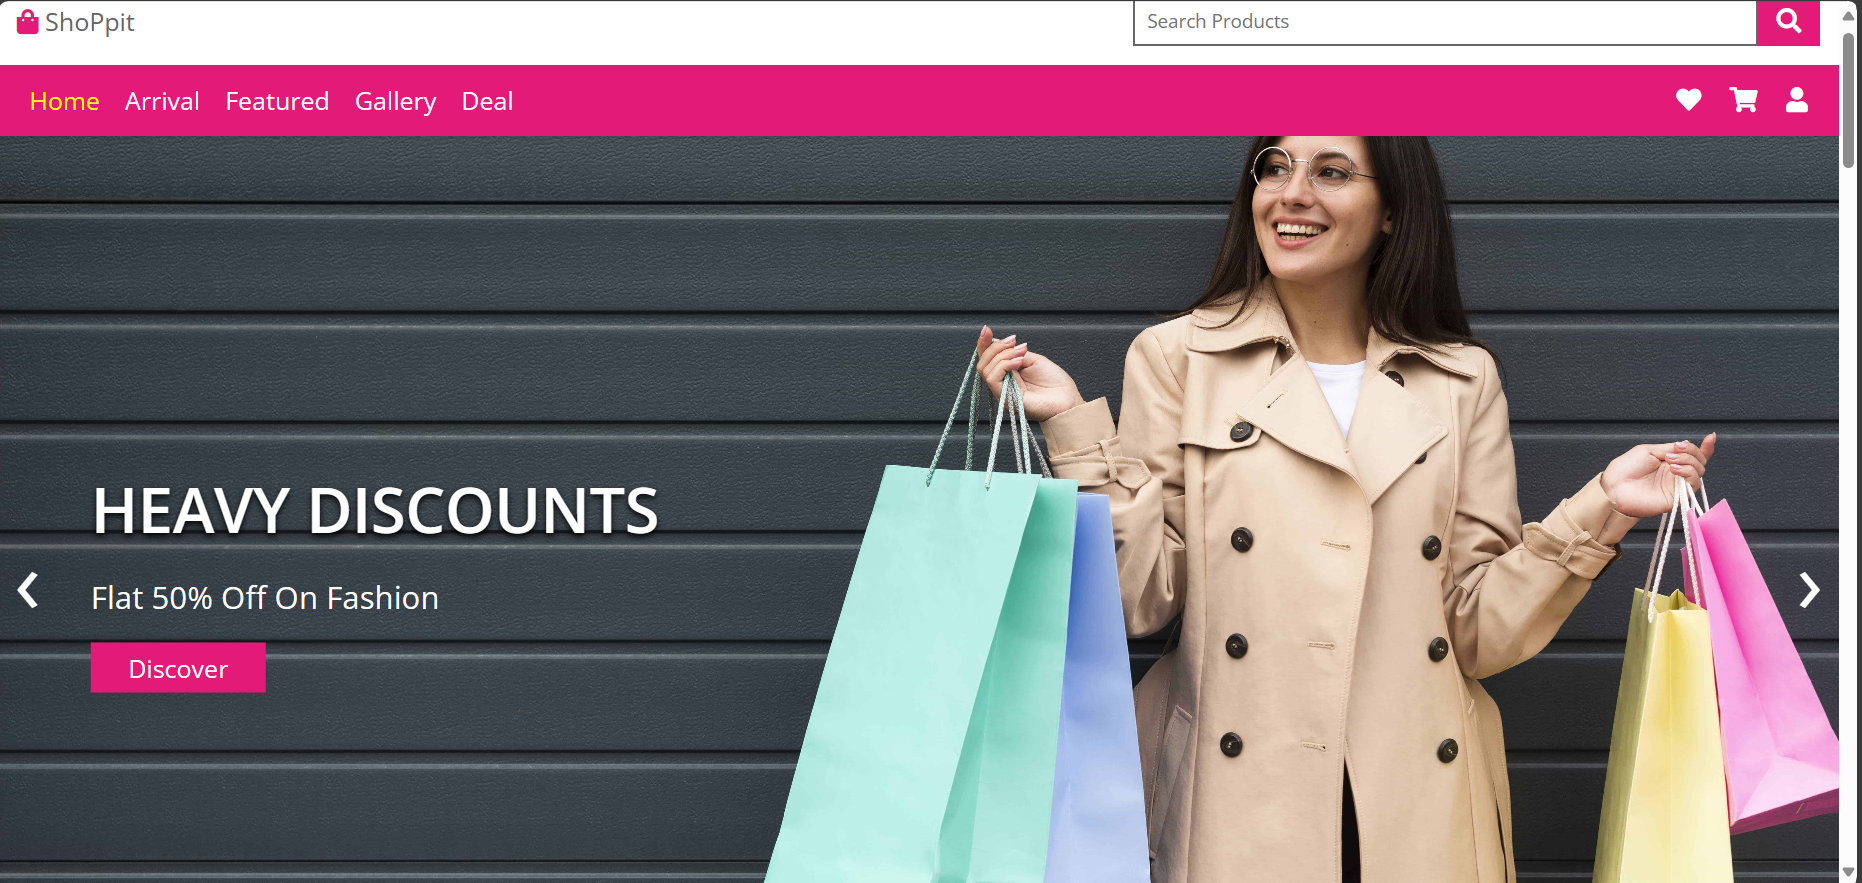 ShoPpit
Search Products
Home Arrival Featured Gallery Deal
HEAVY DISCOUNTS
Flat 50% Off On Fashion
Discover